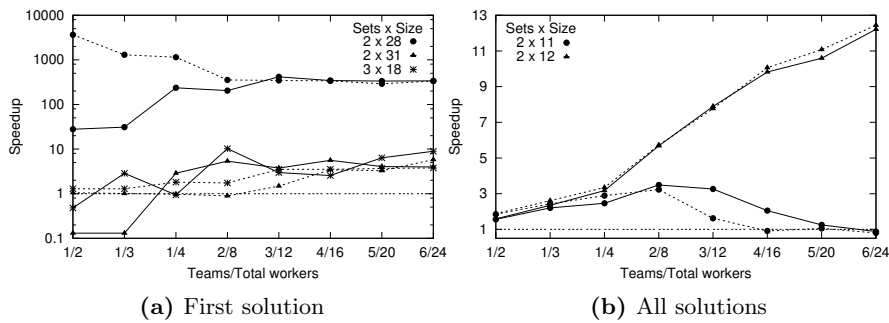 10000
1000
100
10
1
0.1
Speedup
Sets x Size
2 x 28
2 x 31
3 x 18
1/2 1/3 1/4 2/8 3/12 4/16 5/20 6/24
Teams/Total workers
(a) First solution
13
11
9
7
5
3
1
Speedup
Sets x Size
2 x 11
2 x 12
1/2 1/3 1/4 2/8 3/12 4/16 5/20 6/24
Teams/Total workers
(b) All solutions